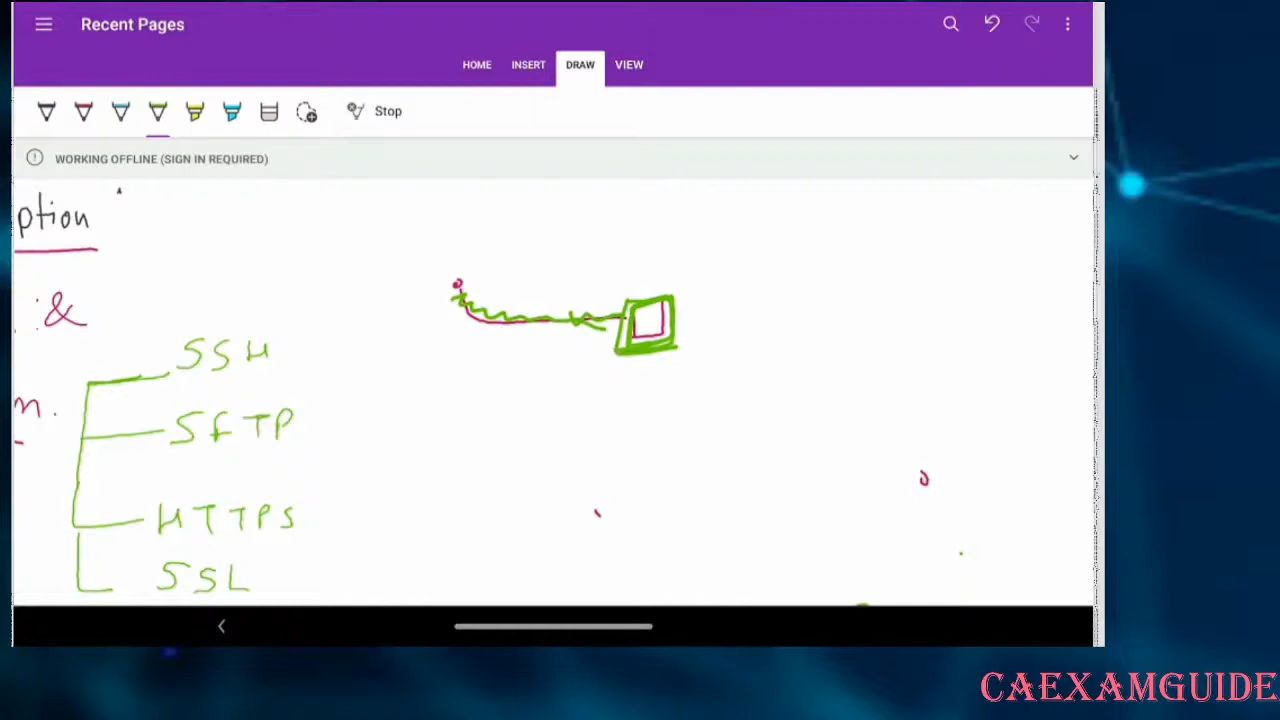 Recent Pages
HOME INSERT DRAW VIEW
Stop
WORKING OFFLINE (SIGN IN REQUIRED)
ption
&
SSH
n.
SFTP
HTTPS
SSL
CAEXAMGUIDE